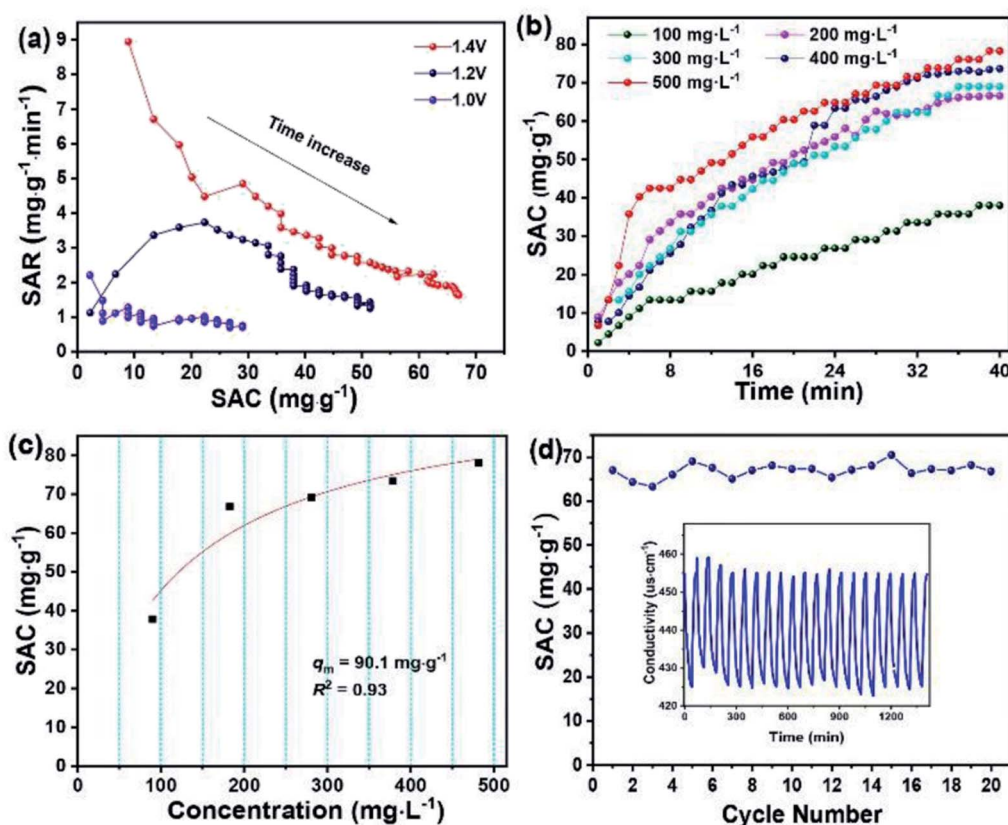 (a)
1.4V
1.2V
1.0V
Time increase
SAR (mg.g⁻¹·min⁻¹)
9
8
7
6
5
4
3
2
1
0
0 10 20 30 40 50 60 70
SAC (mg.g⁻¹)
(b)
100 mg·L⁻¹ 200 mg·L⁻¹
300 mg·L⁻¹ 400 mg·L⁻¹
500 mg·L⁻¹
SAC (mg·g⁻¹)
80
70
60
50
40
30
20
10
0
0 8 16 24 32 40
Time (min)
(c)
SAC (mg·g⁻¹)
80
70
60
50
40
30
20
10
0
qₘ = 90.1 mg·g⁻¹
R² = 0.93
0 100 200 300 400 500
Concentration (mg·L⁻¹)
(d)
SAC (mg·g⁻¹)
70
60
50
40
30
20
10
0
Conductivity (us·cm⁻¹)
460
450
440
430
420
0 300 600 900 1200
Time (min)
0 2 4 6 8 10 12 14 16 18 20
Cycle Number